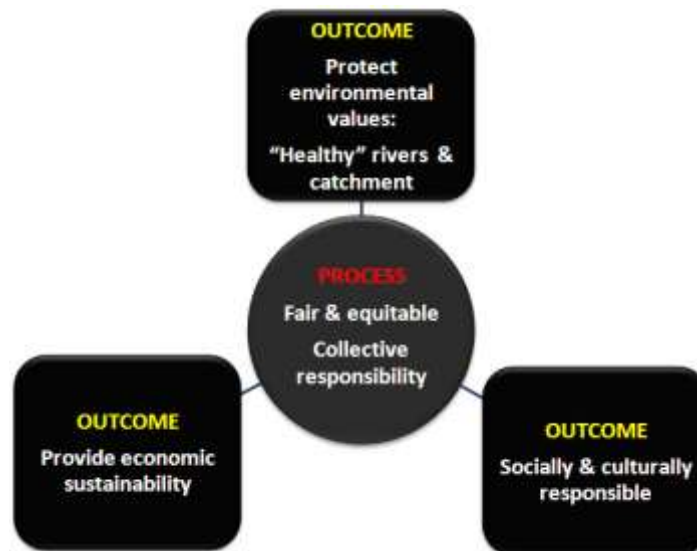 OUTCOME
Protect
environmental
values:
“Healthy” rivers &
catchment
PROCESS
Fair & equitable
Collective
responsibility
OUTCOME
Provide economic
sustainability
OUTCOME
Socially & culturally
responsible